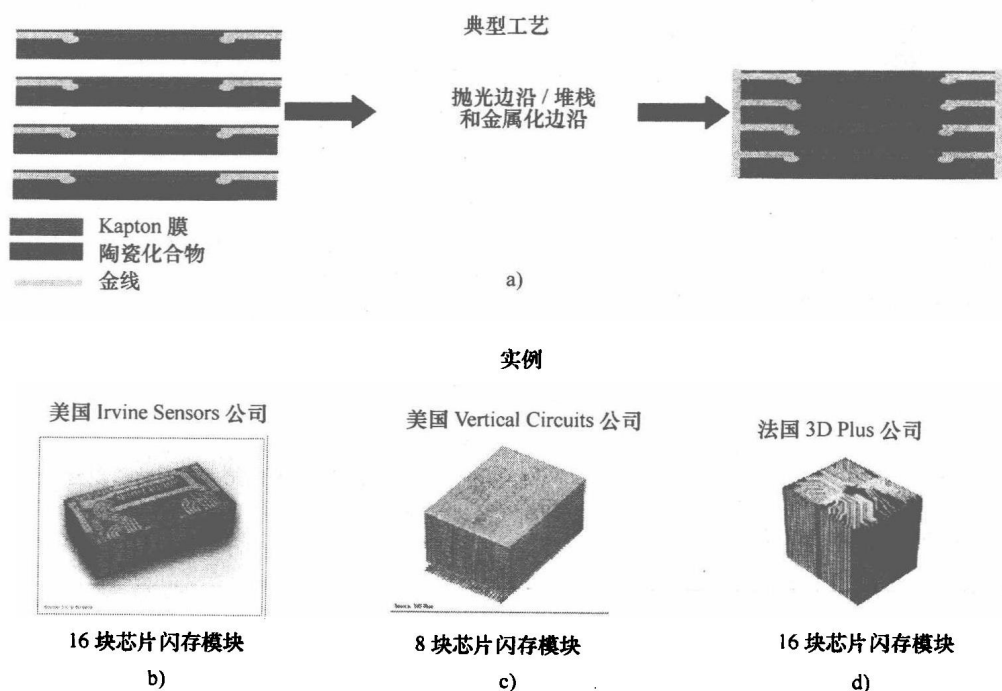 典型工艺
抛光边沿 / 堆栈
和金属化边沿
Kapton 膜
陶瓷化合物
金线
a)
实例
美国 Irvine Sensors 公司
美国 Vertical Circuits 公司
法国 3D Plus 公司
16 块芯片闪存模块
8 块芯片闪存模块
16 块芯片闪存模块
b)
c)
d)